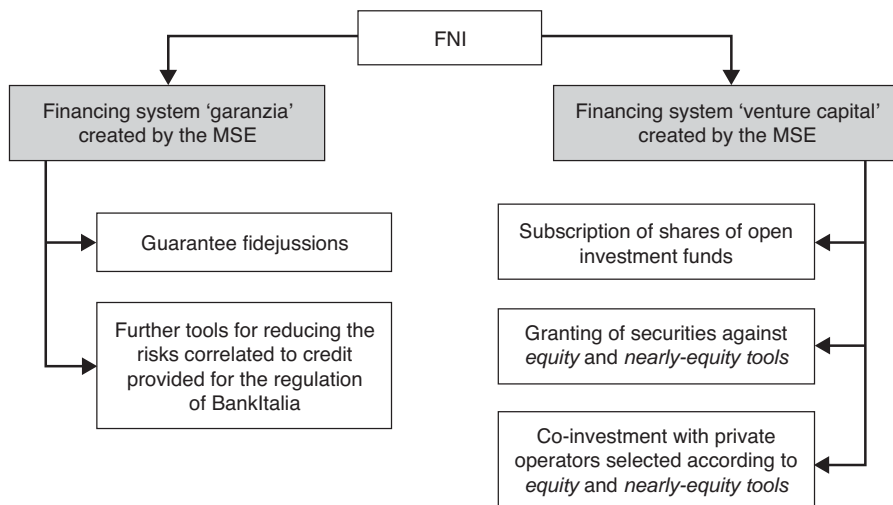 FNI
Financing system ‘garanzia’
created by the MSE
Guarantee fidejussions
Further tools for reducing the
risks correlated to credit
provided for the regulation
of BankItalia
Financing system ‘venture capital’
created by the MSE
Subscription of shares of open
investment funds
Granting of securities against
equity and nearly-equity tools
Co-investment with private
operators selected according to
equity and nearly-equity tools